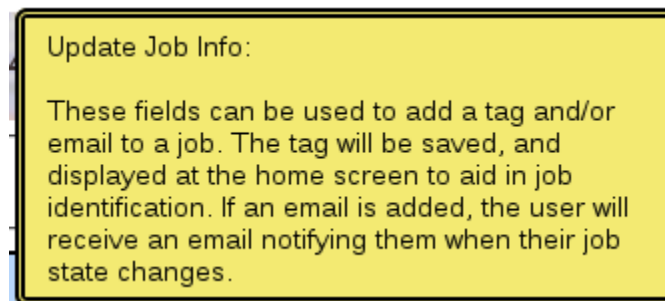 Update Job Info:
These fields can be used to add a tag and/or
email to a job. The tag will be saved, and
displayed at the home screen to aid in job
identification. If an email is added, the user will
receive an email notifying them when their job
state changes.